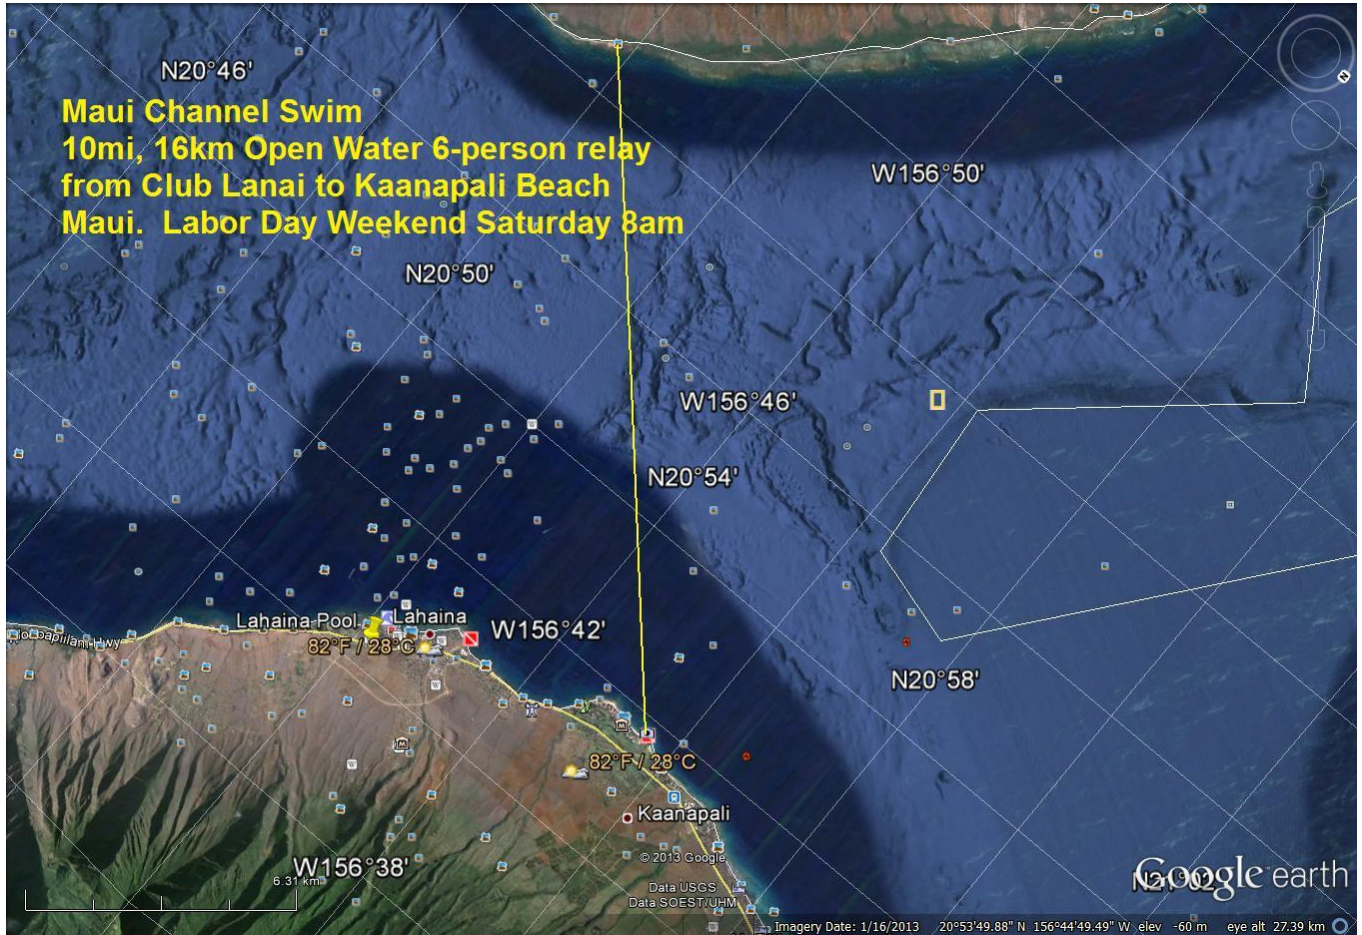 N20°46'
Maui Channel Swim
10mi, 16km Open Water 6-person relay
from Club Lanai to Kaanapali Beach
Maui.  Labor Day Weekend Saturday 8am
W156°50'
N20°50'
W156°46'
N20°54'
Lahaina Pool
Lahaina
W156°42'
82°F / 28°C
N20°58'
82°F / 28°C
Kaanapali
© 2013 Google
W156°38'
6.31 km
Data USGS
Data SOEST/UHM
Google earth
Imagery Date: 1/16/2013 20°53'49.88" N 156°44'49.49" W elev -60 m eye alt 27.39 km